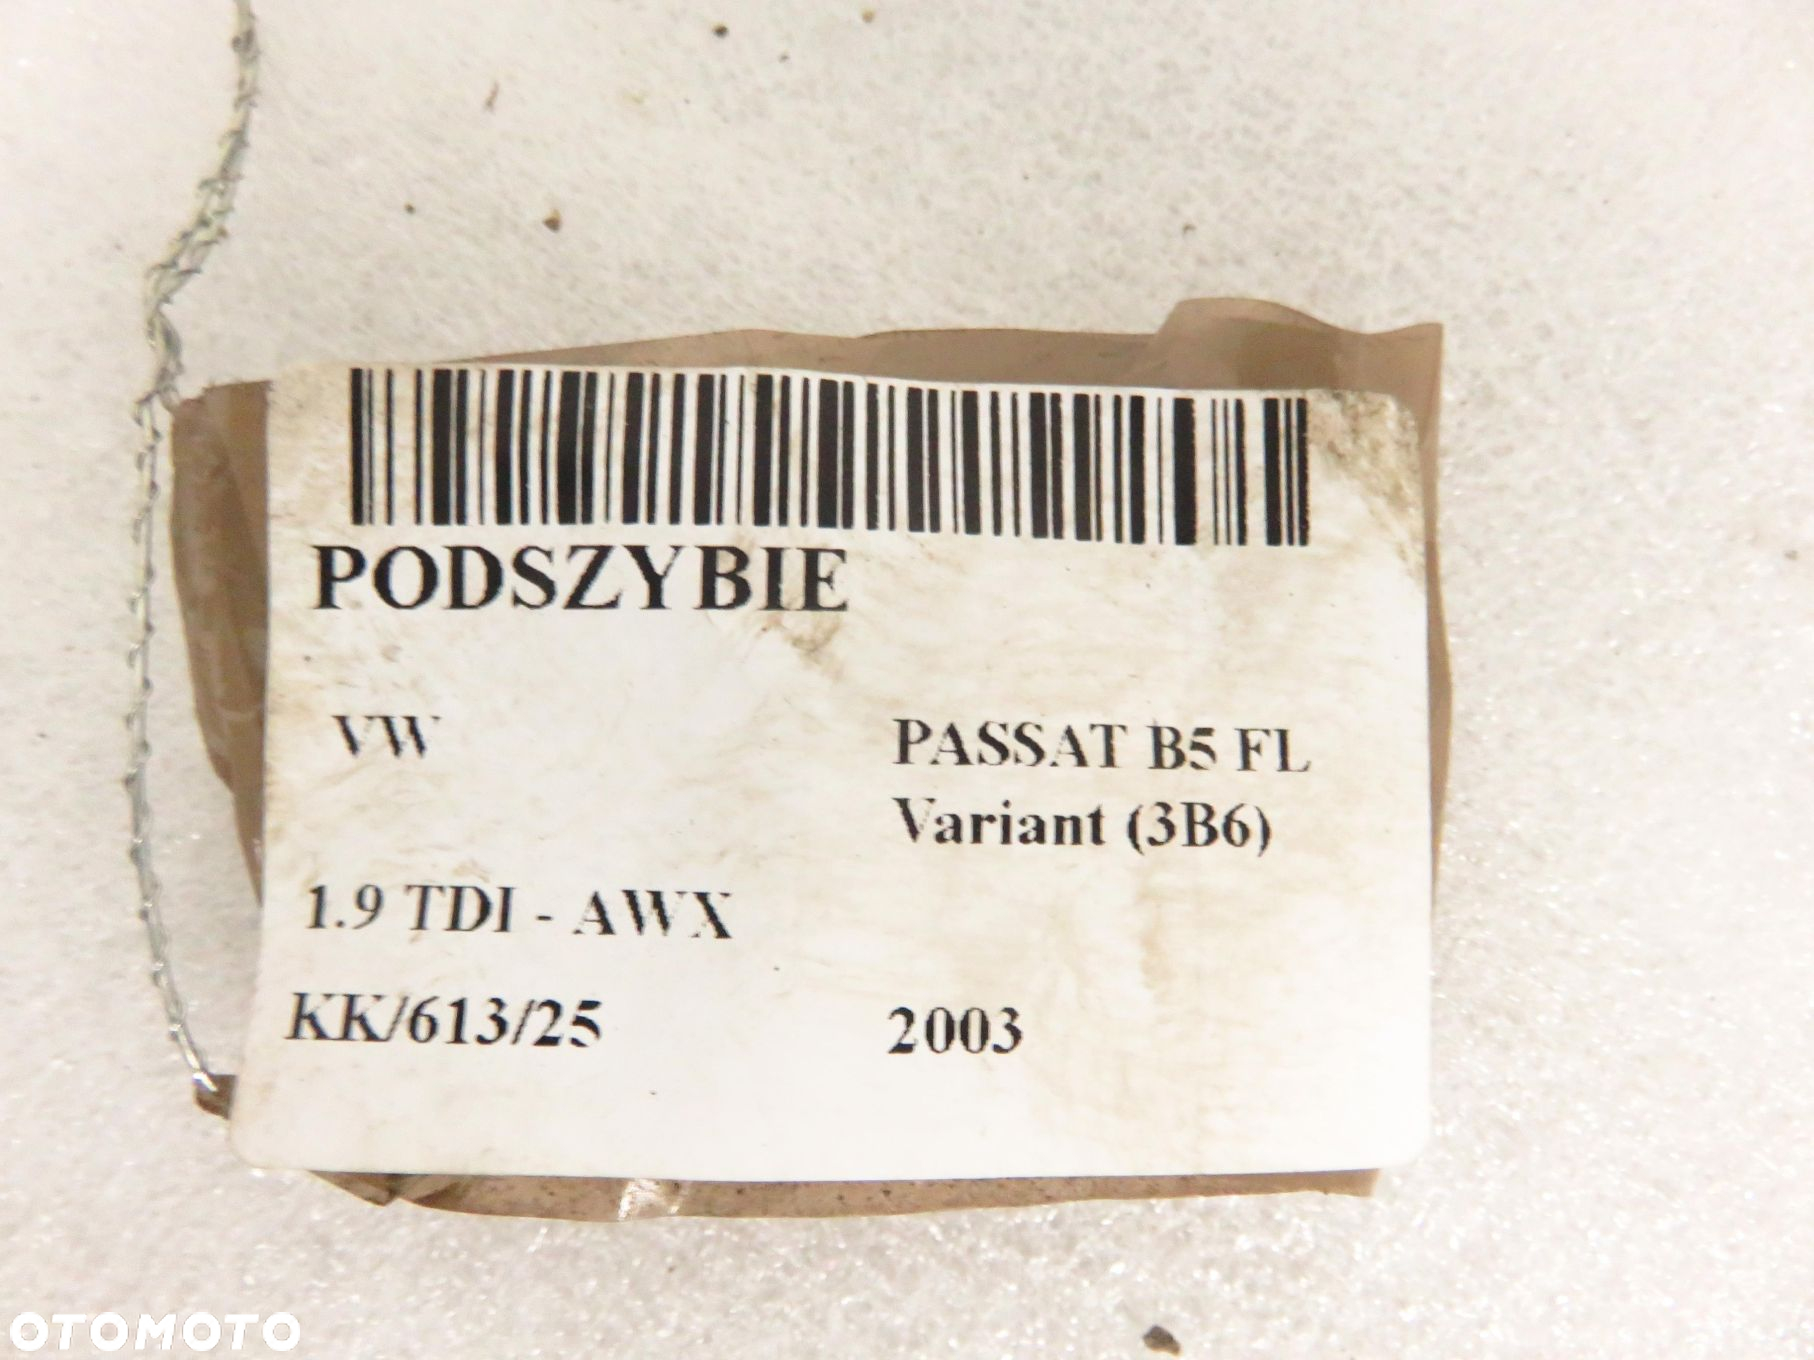 PODSZYBIE
VW
PASSAT B5 FL
Variant (3B6)
1.9 TDI - AWX
KK/613/25
2003
OTOMOTO